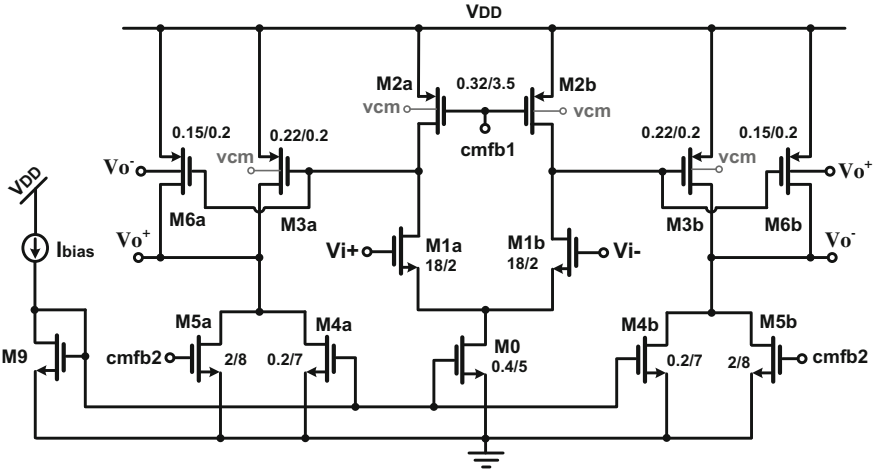 VDD
M2a
0.32/3.5
M2b
vcm
vcm
cmfb1
0.15/0.2
0.22/0.2
vcm
0.22/0.2
0.15/0.2
vcm
Vo-
Vo+
M6a
M3a
M3b
M6b
VDD
Vo+
Vo-
Ibias
Vi+
M1a
18/2
M1b
18/2
Vi-
M5a
M4a
M4b
M5b
M9
cmfb2
2/8
0.2/7
M0
0.4/5
0.2/7
2/8
cmfb2